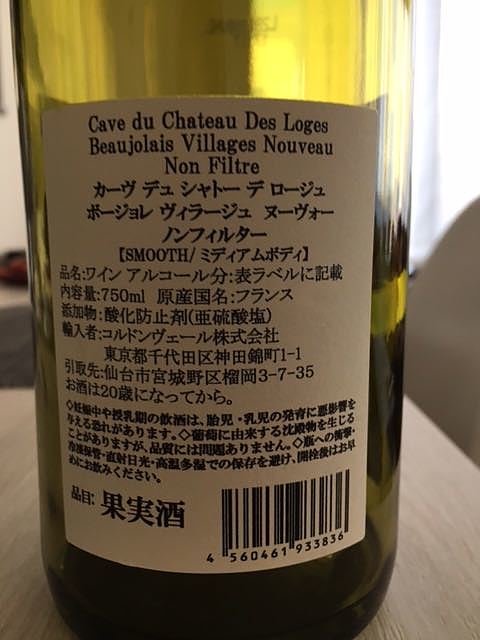 Cave du Chateau Des Loges
Beaujolais Villages Nouveau
Non Filtre
カーヴ デュ シャトー デ ロージュ
ボージョレ ヴィラージュ ヌーヴォー
ノンフィルター
【SMOOTH/ミディアムボディ】
品名:ワイン アルコール分:表ラベルに記載
内容量:750ml 原産国名:フランス
添加物:酸化防止剤(亜硫酸塩)
輸入者:コルドンヴェール株式会社
東京都千代田区神田錦町1-1
引取先:仙台市宮城野区榴岡3-7-35
お酒は20歳になってから。
◇妊娠中や授乳期の飲酒は、胎児・乳児の発育に悪影響を
与える恐れがあります。◇葡萄に由来する沈殿物を生じる
ことがありますが、品質には問題ありません。◇瓶への衝撃・
冷凍保管・直射日光・高温多湿での保存を避け、開栓後はお早
めにお飲みください。
品目:果実酒
4 560461 933836